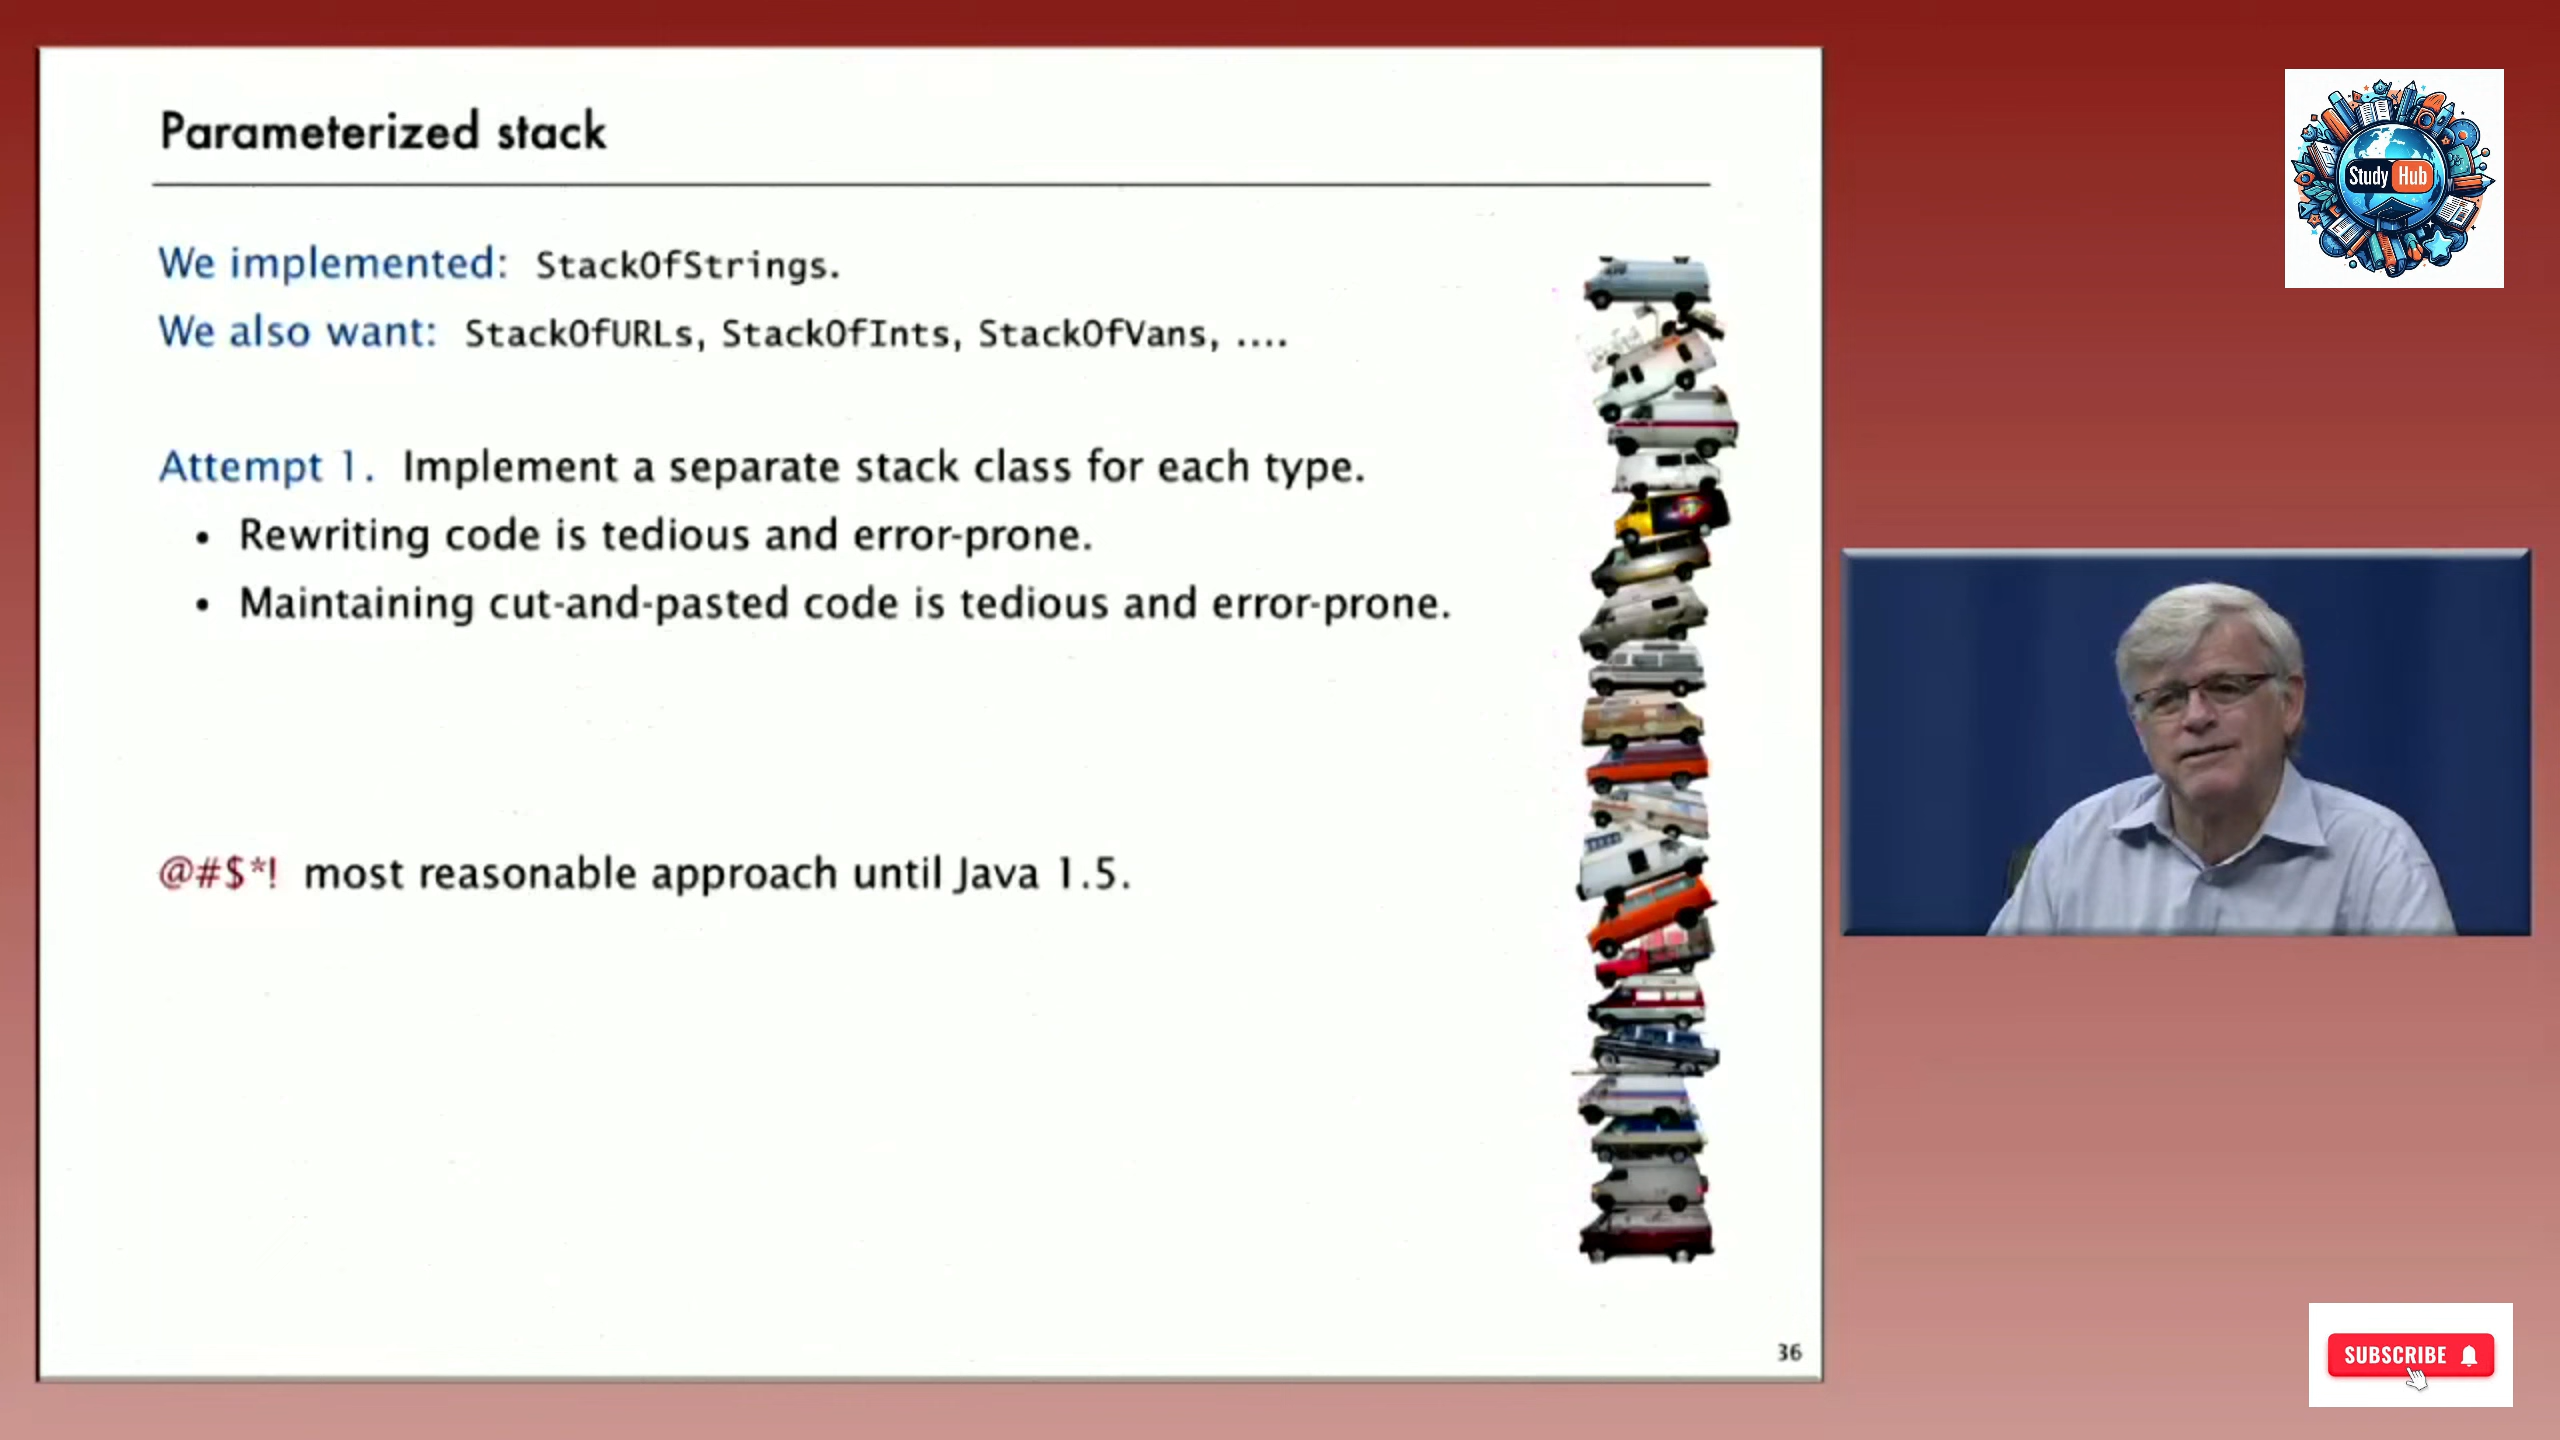 Parameterized stack
We implemented: StackOfStrings.
We also want: StackOfURLs, StackOfInts, StackOfVans, ....
Attempt 1. Implement a separate stack class for each type.
• Rewriting code is tedious and error-prone.
• Maintaining cut-and-pasted code is tedious and error-prone.
@#$*! most reasonable approach until Java 1.5.
36
Study Hub
SUBSCRIBE